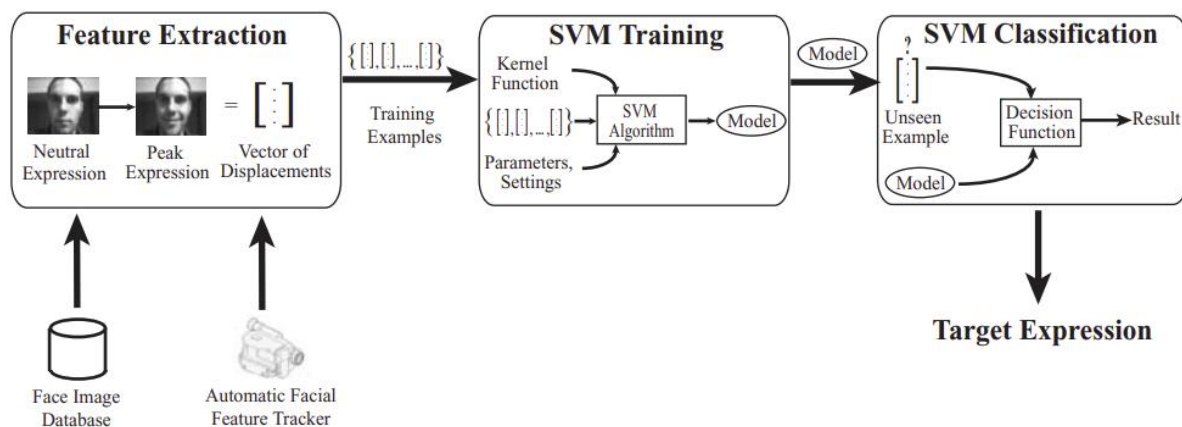 Feature Extraction
Neutral
Expression
Peak
Expression
=
Vector of
Displacements
Face Image
Database
Automatic Facial
Feature Tracker
{[⋮],[⋮],...,[⋮]}
Training
Examples
SVM Training
Kernel
Function
{[⋮],[⋮],...,[⋮]}
Parameters,
Settings
SVM
Algorithm
Model
Model
SVM Classification
?
Unseen
Example
Model
Decision
Function
Result
Target Expression